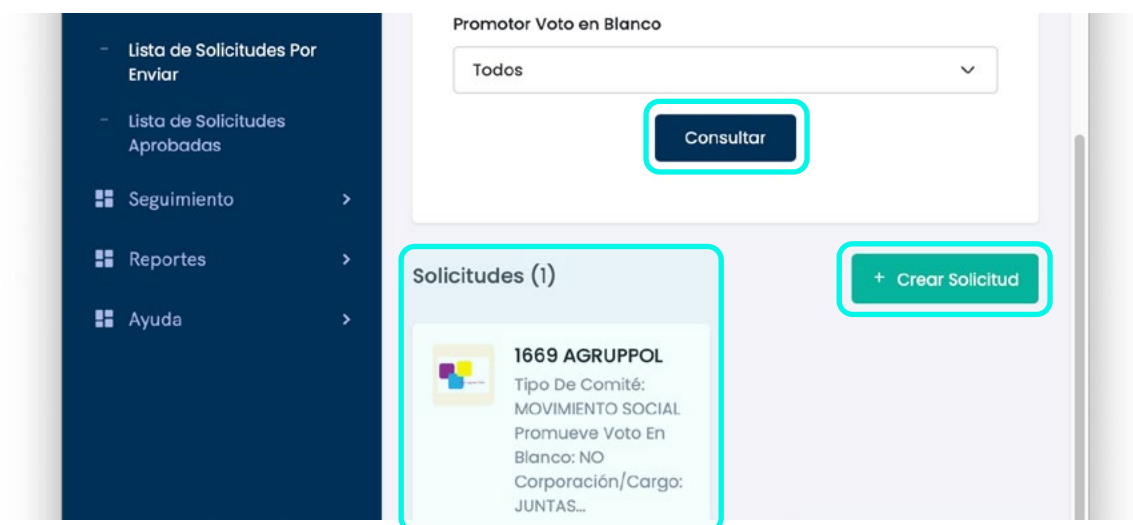 Lista de Solicitudes Por
Enviar
Lista de Solicitudes
Aprobadas
Seguimiento
Reportes
Ayuda
Promotor Voto en Blanco
Todos
Consultar
Solicitudes (1)
+ Crear Solicitud
1669 AGRUPPOL
Tipo De Comité:
MOVIMIENTO SOCIAL
Promueve Voto En
Blanco: NO
Corporación/Cargo:
JUNTAS...